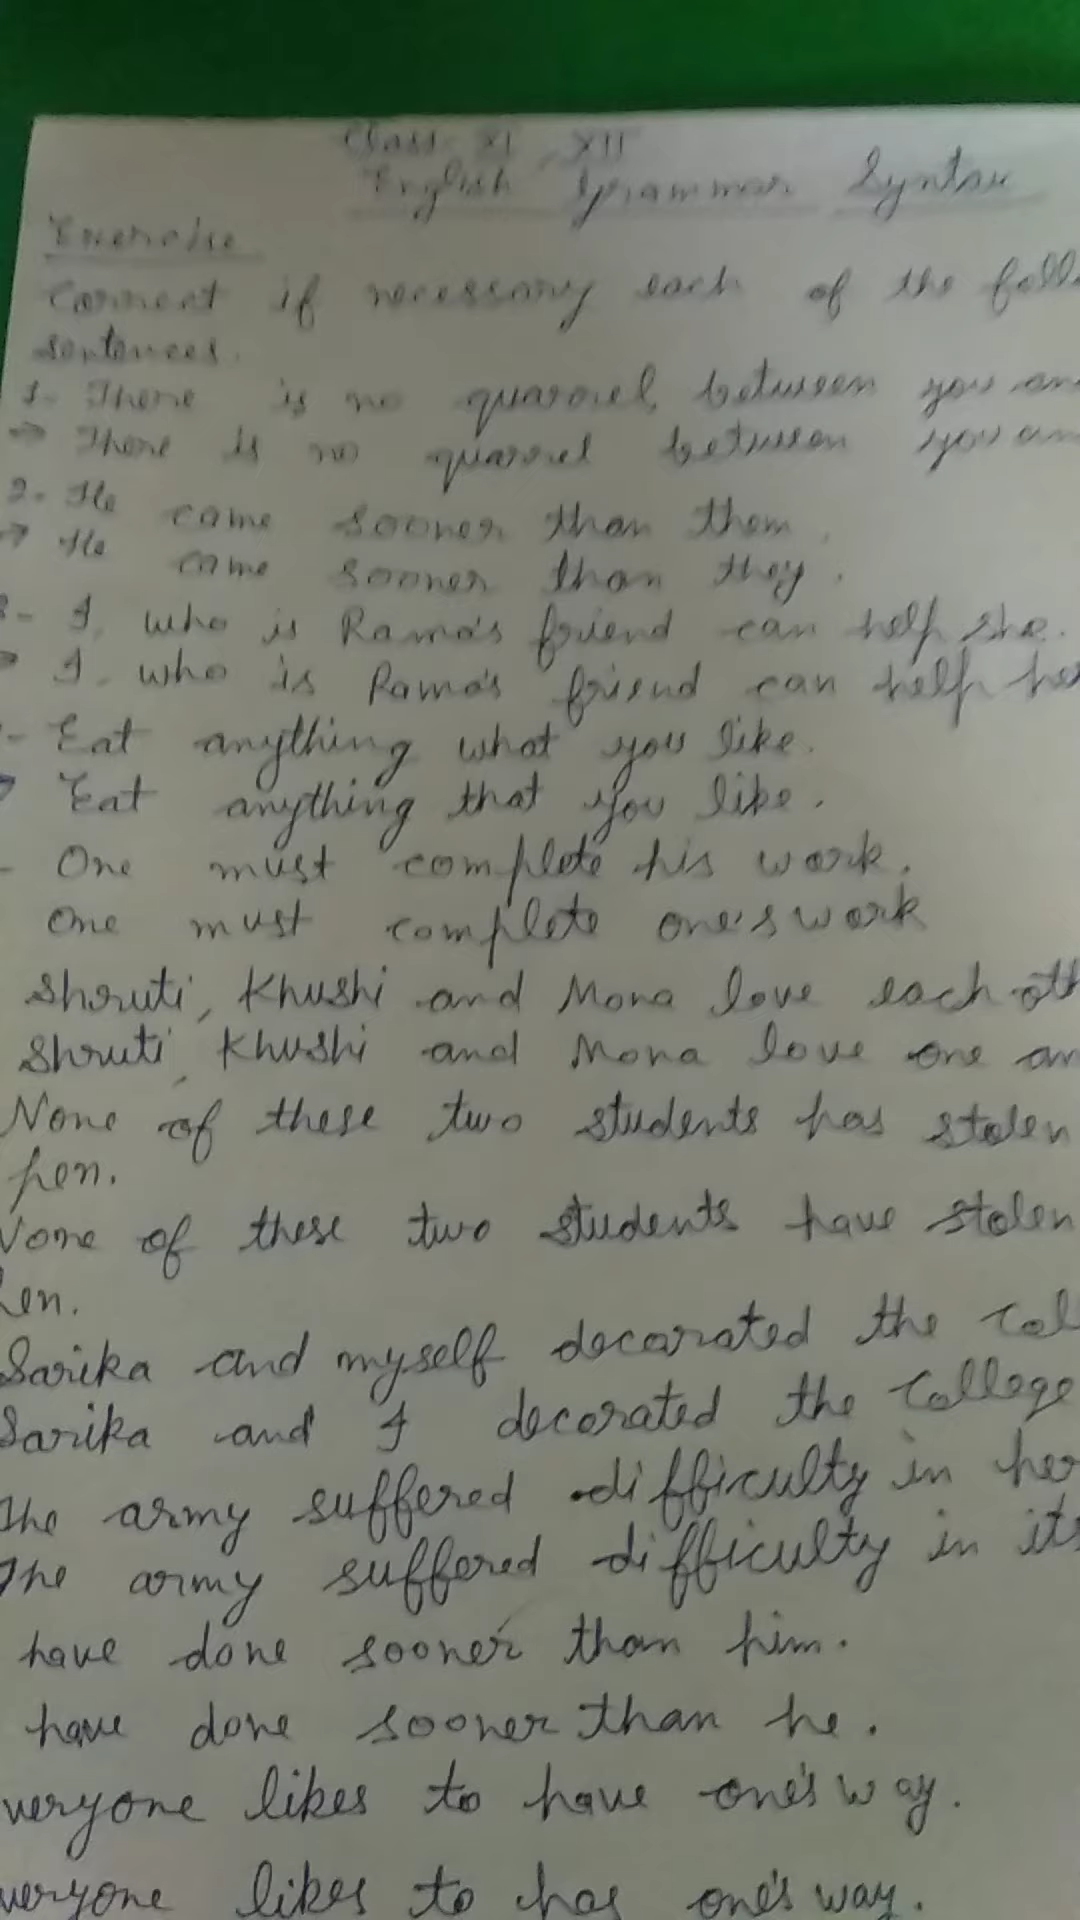 Class XI, XII
English Grammar Syntax
Exercise
Correct if necessary each of the
sentences.
1- There is no quarrel between you
⇒ There is no quarrel between you
2- He came sooner than them.
⇒ He came sooner than they.
I, who is Rama's friend can help she.
I, who is Rama's friend can help
Eat anything what you like.
Eat anything that you like.
One must complete his work.
One must complete one's work
Shruti, Khushi and Mona love each
Shruti, Khushi and Mona love one
None of these two students has stolen
pen.
None of these two students have stolen
Sarika and myself decorated the
Sarika and I decorated the College
The army suffered difficulty in her
The army suffered difficulty in its
have done sooner than him.
have done sooner than he.
veryone likes to have one's way.
veryone likes to has one's way.